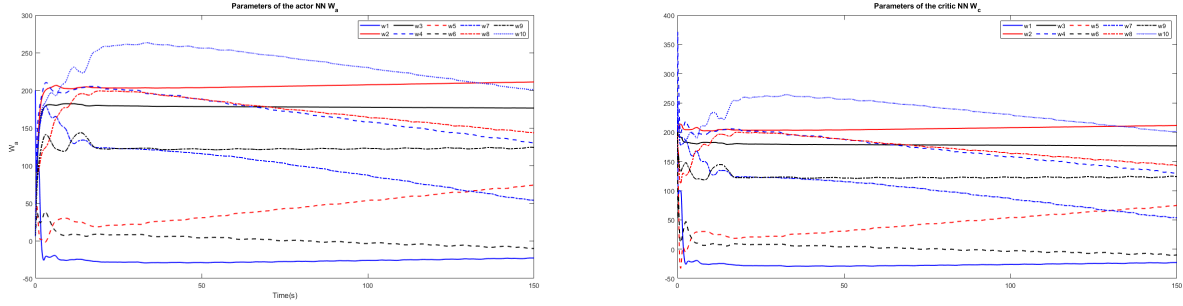 Parameters of the actor NN W_a
300
250
200
150
100
50
0
-50
W_a
0
50
100
150
Time(s)
w1
w3
w5
w7
w9
w2
w4
w6
w8
w10
Parameters of the critic NN W_c
400
350
300
250
200
150
100
50
0
-50
0
50
100
150
w1
w3
w5
w7
w9
w2
w4
w6
w8
w10